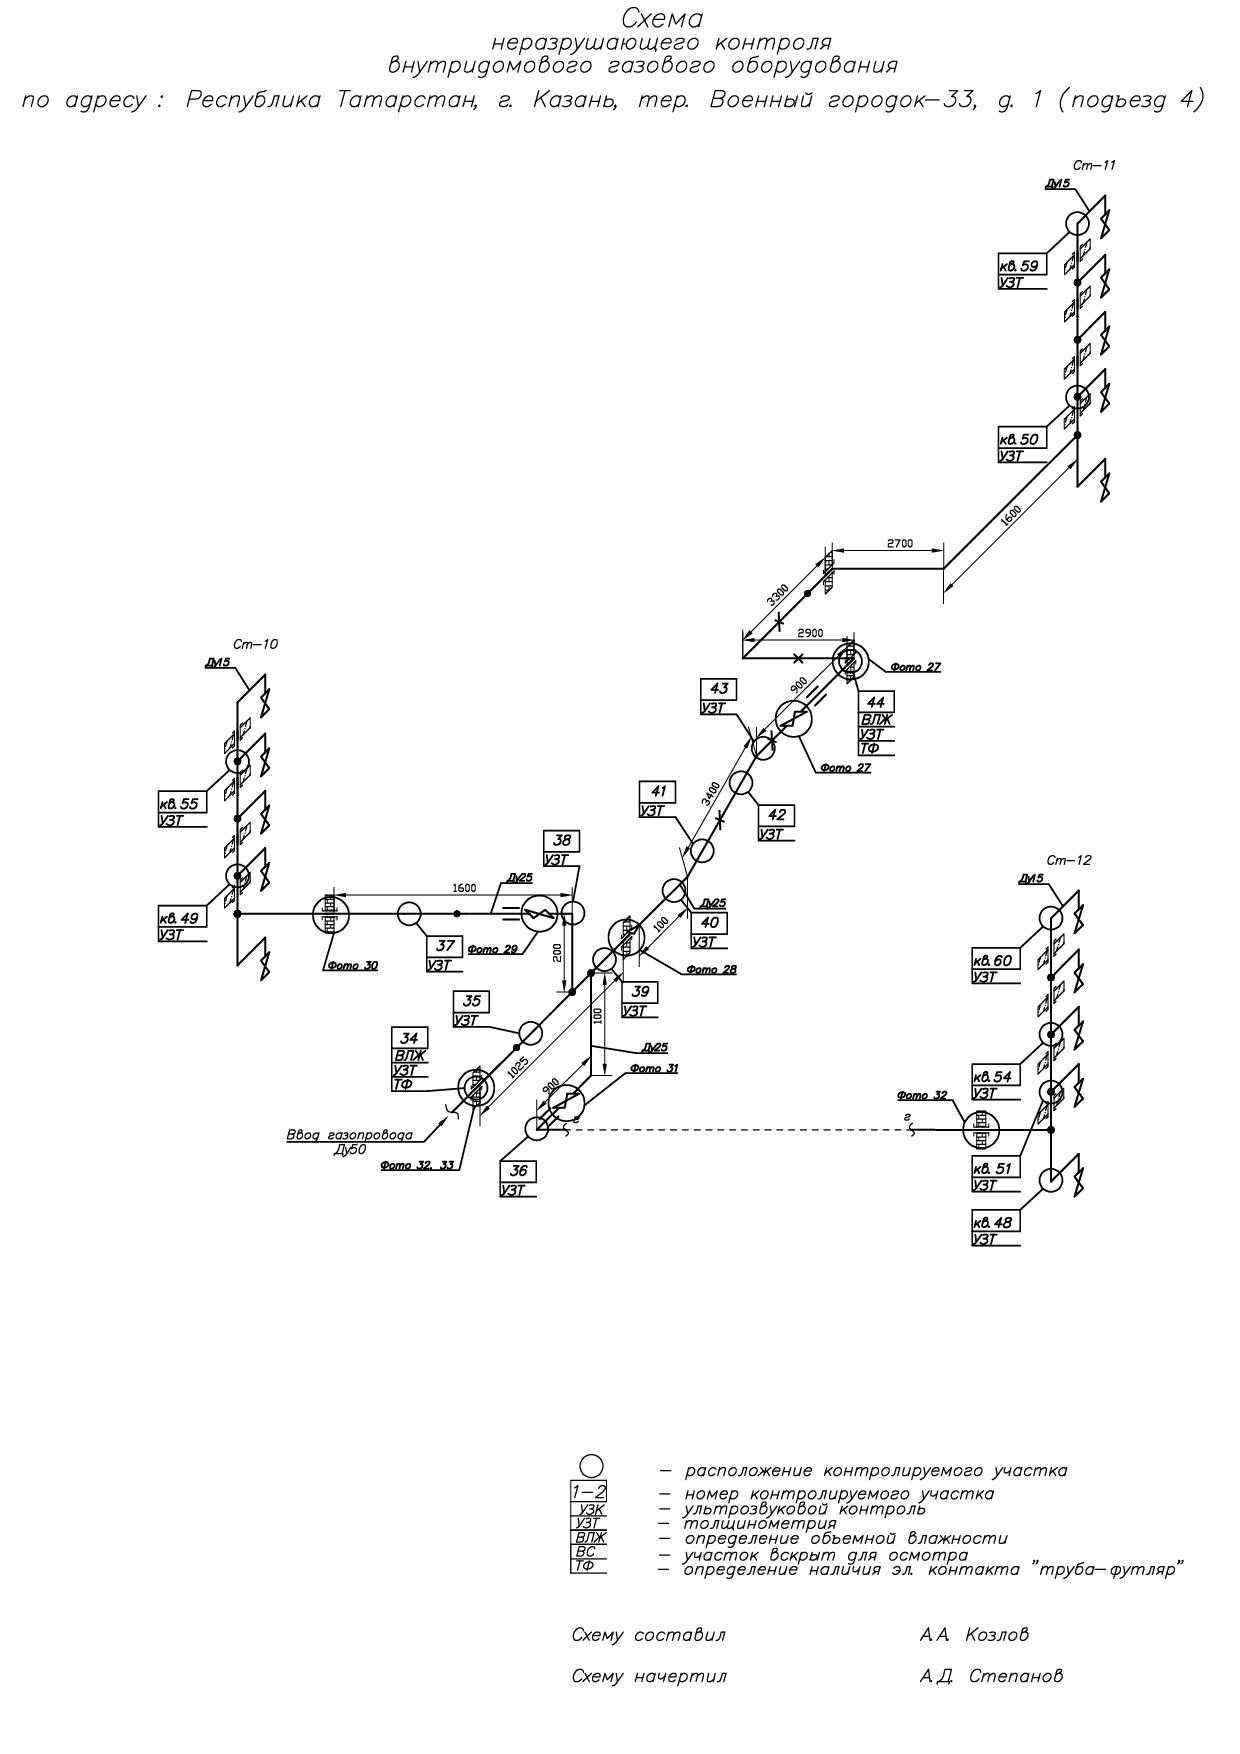 Схема
неразрушающего контроля
внутридомового газового оборудования
по адресу : Республика Татарстан, г. Казань, тер. Военный городок-33, д. 1 (подъезд 4)
Ст-11
Ду15
кв.59
УЗТ
кв.50
УЗТ
1600
2700
3300
2900
Фото 27
900
43
УЗТ
44
ВЛЖ
УЗТ
ТФ
Фото 27
3400
41
УЗТ
42
УЗТ
Ст-10
Ду15
кв.55
УЗТ
кв.49
УЗТ
38
УЗТ
Ду25
1600
37
УЗТ
Фото 29
Фото 30
200
Ду25
40
УЗТ
100
Фото 28
39
УЗТ
35
УЗТ
100
34
ВЛЖ
УЗТ
ТФ
1025
Ду25
Фото 31
900
г
Ввод газопровода
Ду50
Фото 32, 33
36
УЗТ
Ст-12
Ду15
кв.60
УЗТ
кв.54
УЗТ
Фото 32
г
кв.51
УЗТ
кв.48
УЗТ
– расположение контролируемого участка
1-2 – номер контролируемого участка
УЗК – ультрозвуковой контроль
УЗТ – толщинометрия
ВЛЖ – определение объемной влажности
ВС – участок вскрыт для осмотра
ТФ – определение наличия эл. контакта "труба-футляр"
Схему составил А.А. Козлов
Схему начертил А.Д. Степанов